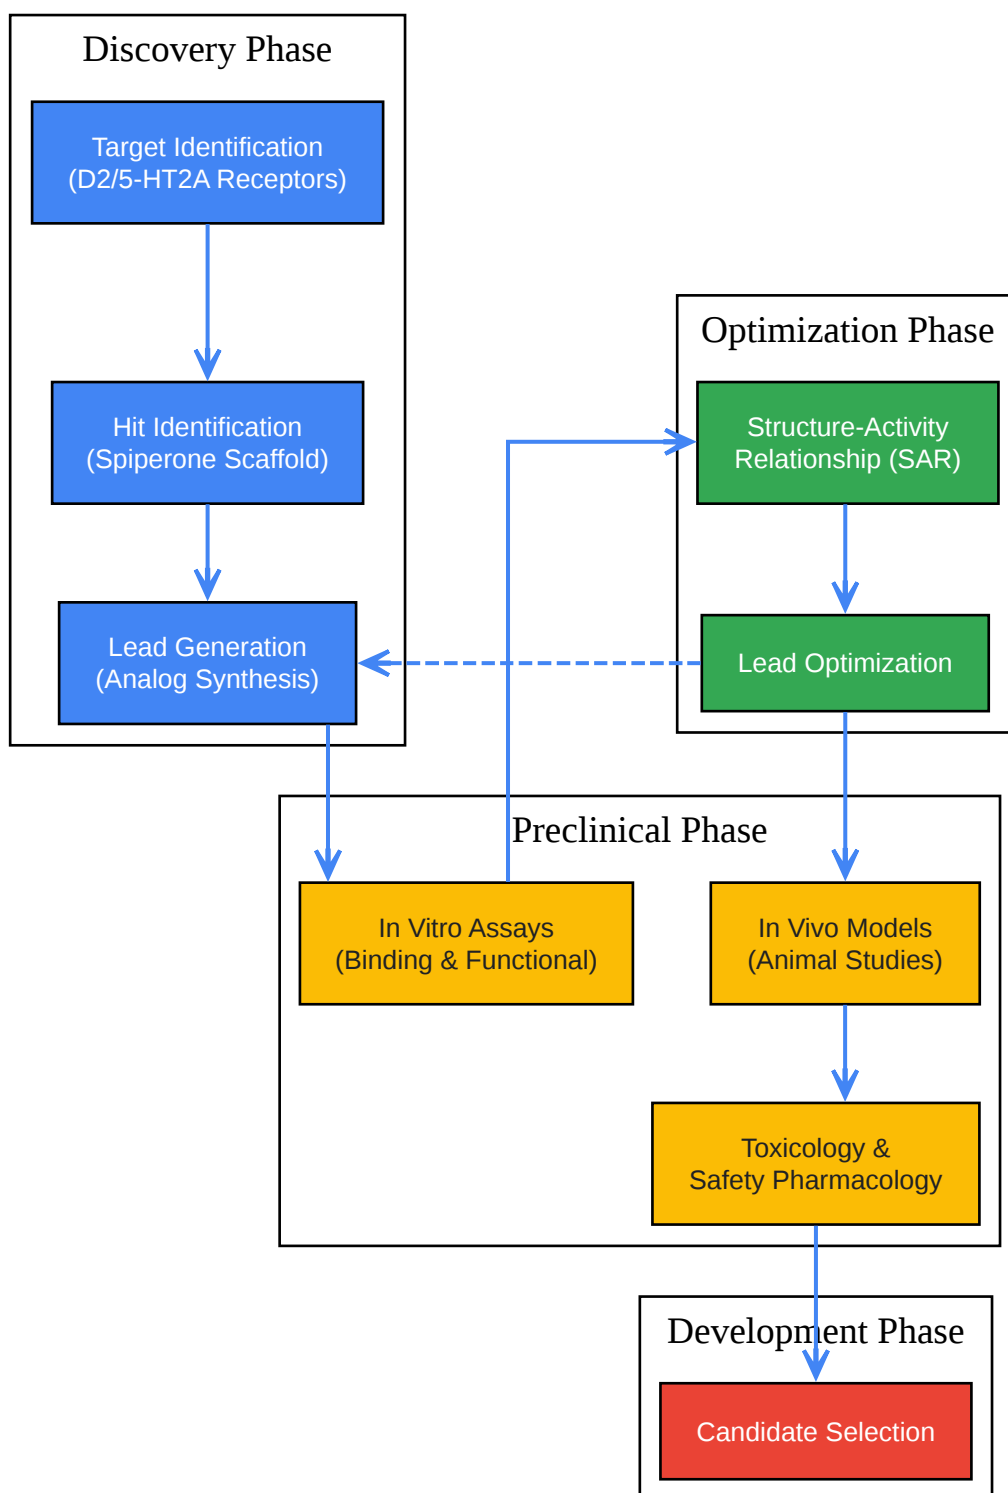 Discovery Phase
Target Identification
(D2/5-HT2A Receptors)
Hit Identification
(Spiperone Scaffold)
Lead Generation
(Analog Synthesis)
Optimization Phase
Structure-Activity
Relationship (SAR)
Lead Optimization
Preclinical Phase
In Vitro Assays
(Binding & Functional)
In Vivo Models
(Animal Studies)
Toxicology &
Safety Pharmacology
Development Phase
Candidate Selection